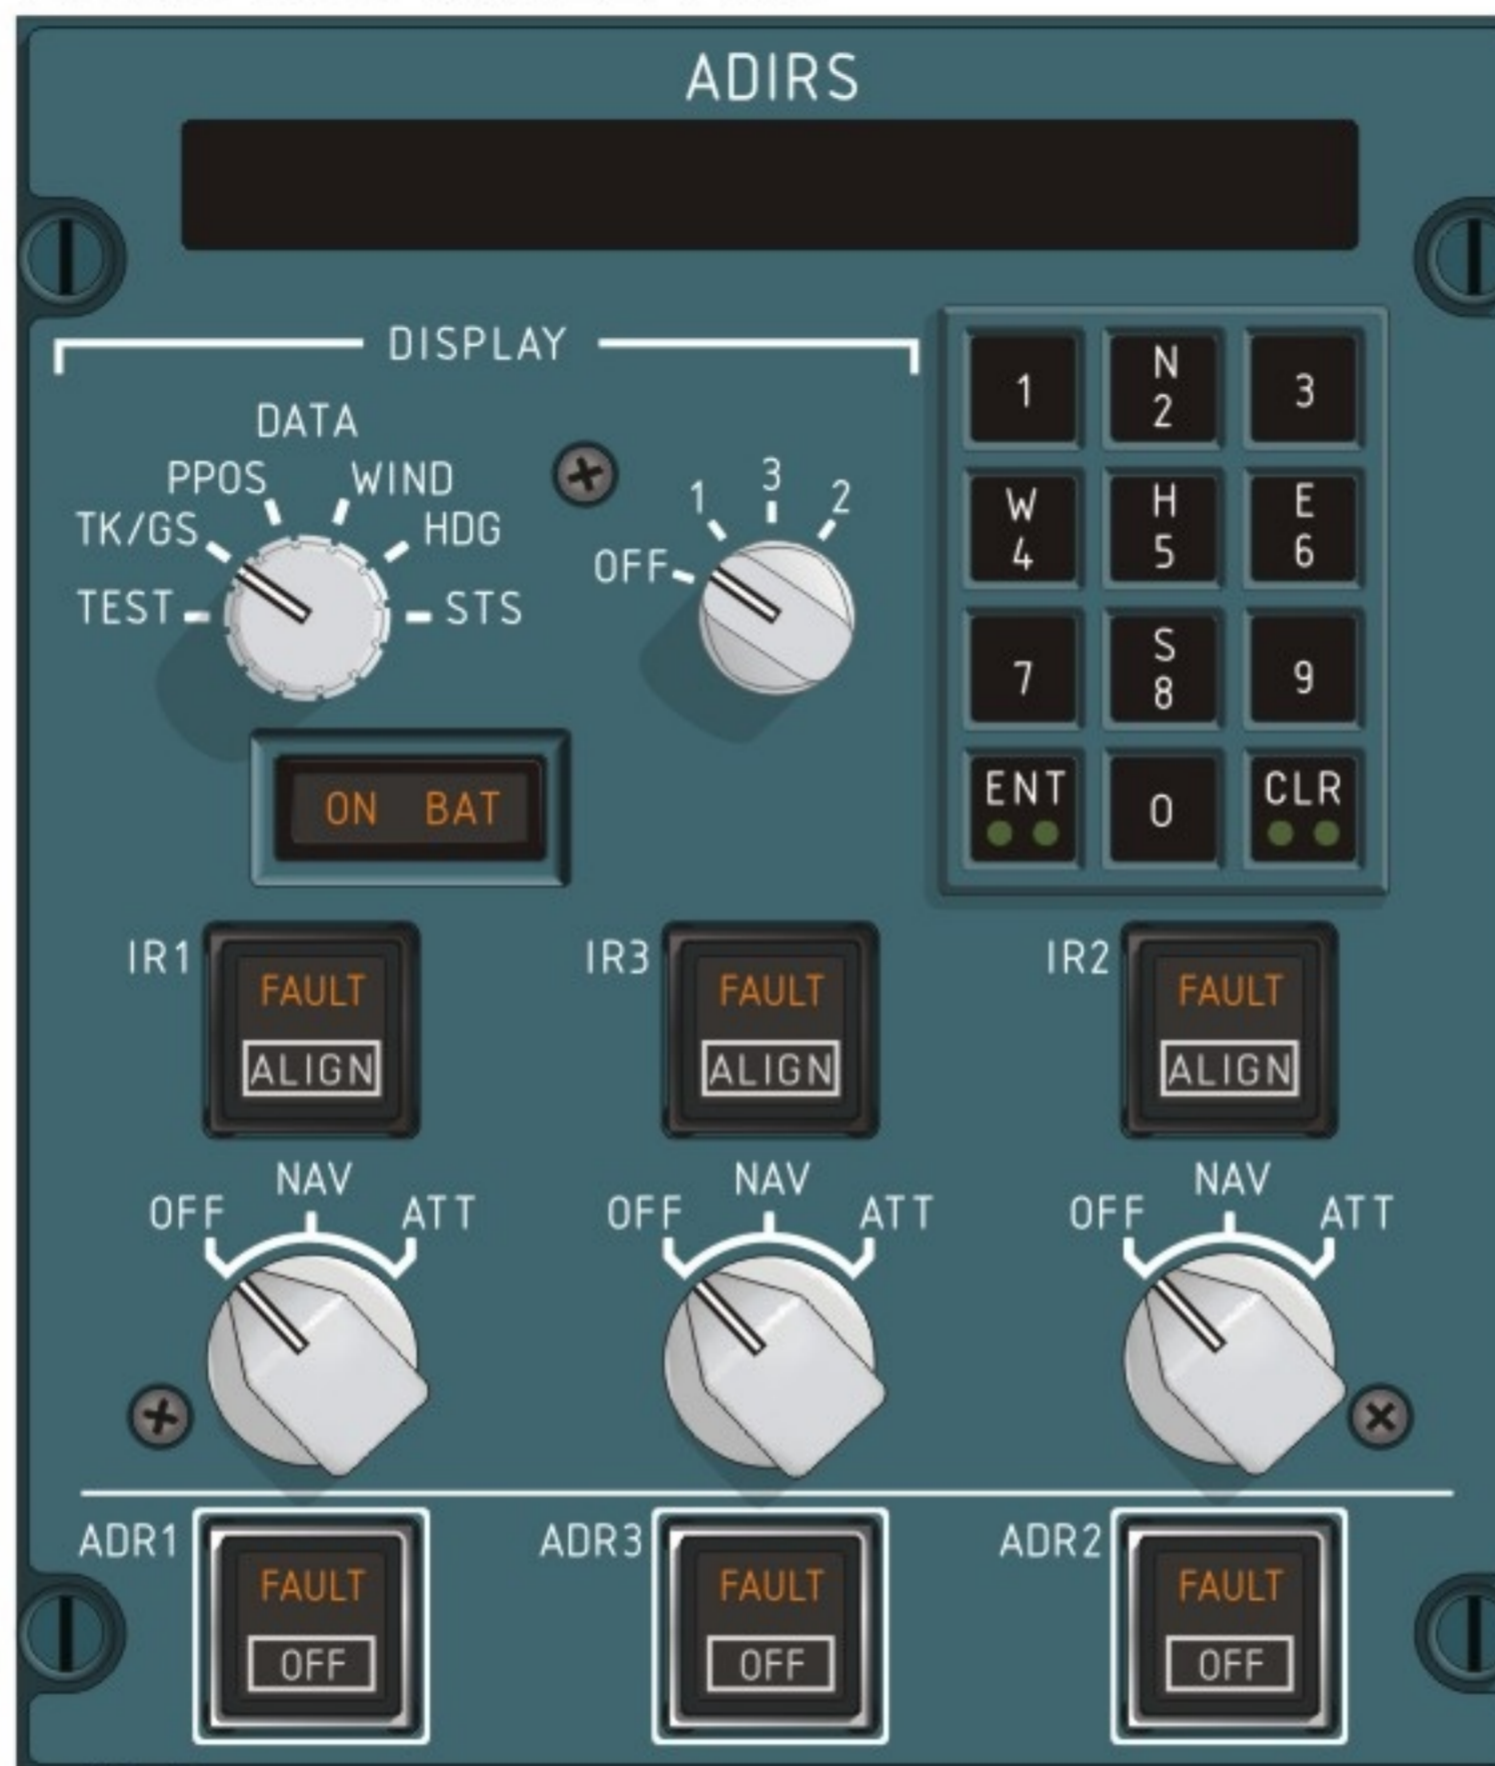 ADIRS
DISPLAY
DATA
PPOS WIND
TK/GS HDG
TEST STS
1 3 2
OFF
1 N 2 3
W 4 H 5 E 6
7 S 8 9
ENT 0 CLR
ON BAT
IR1 FAULT ALIGN
IR3 FAULT ALIGN
IR2 FAULT ALIGN
OFF NAV ATT
OFF NAV ATT
OFF NAV ATT
ADR1 FAULT OFF
ADR3 FAULT OFF
ADR2 FAULT OFF